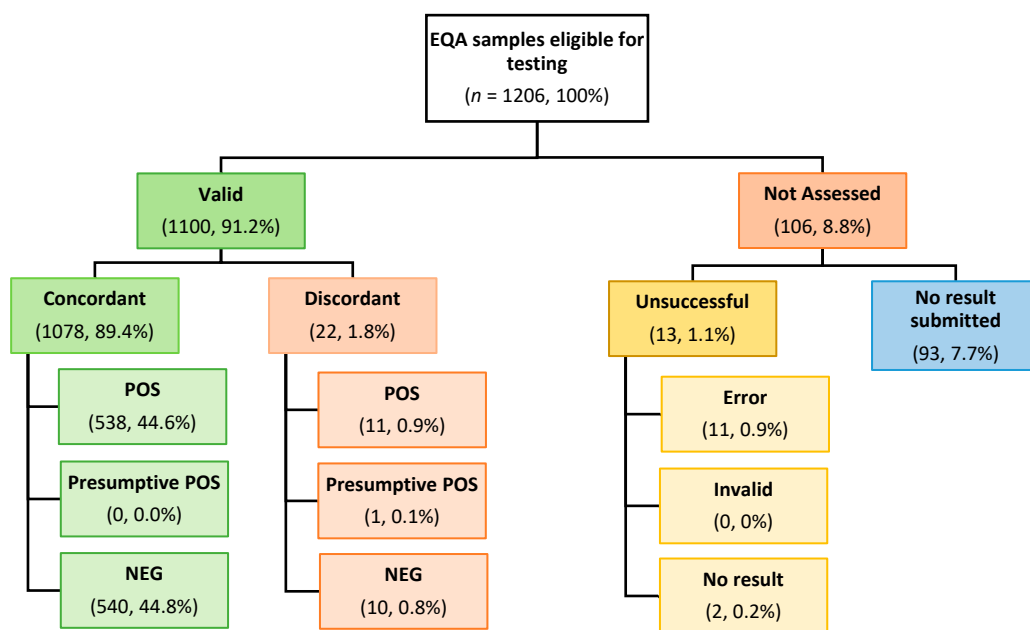 EQA samples eligible for
testing
(n = 1206, 100%)
Valid
(1100, 91.2%)
Not Assessed
(106, 8.8%)
Concordant
(1078, 89.4%)
Discordant
(22, 1.8%)
Unsuccessful
(13, 1.1%)
No result
submitted
(93, 7.7%)
POS
(538, 44.6%)
Presumptive POS
(0, 0.0%)
NEG
(540, 44.8%)
POS
(11, 0.9%)
Presumptive POS
(1, 0.1%)
NEG
(10, 0.8%)
Error
(11, 0.9%)
Invalid
(0, 0%)
No result
(2, 0.2%)